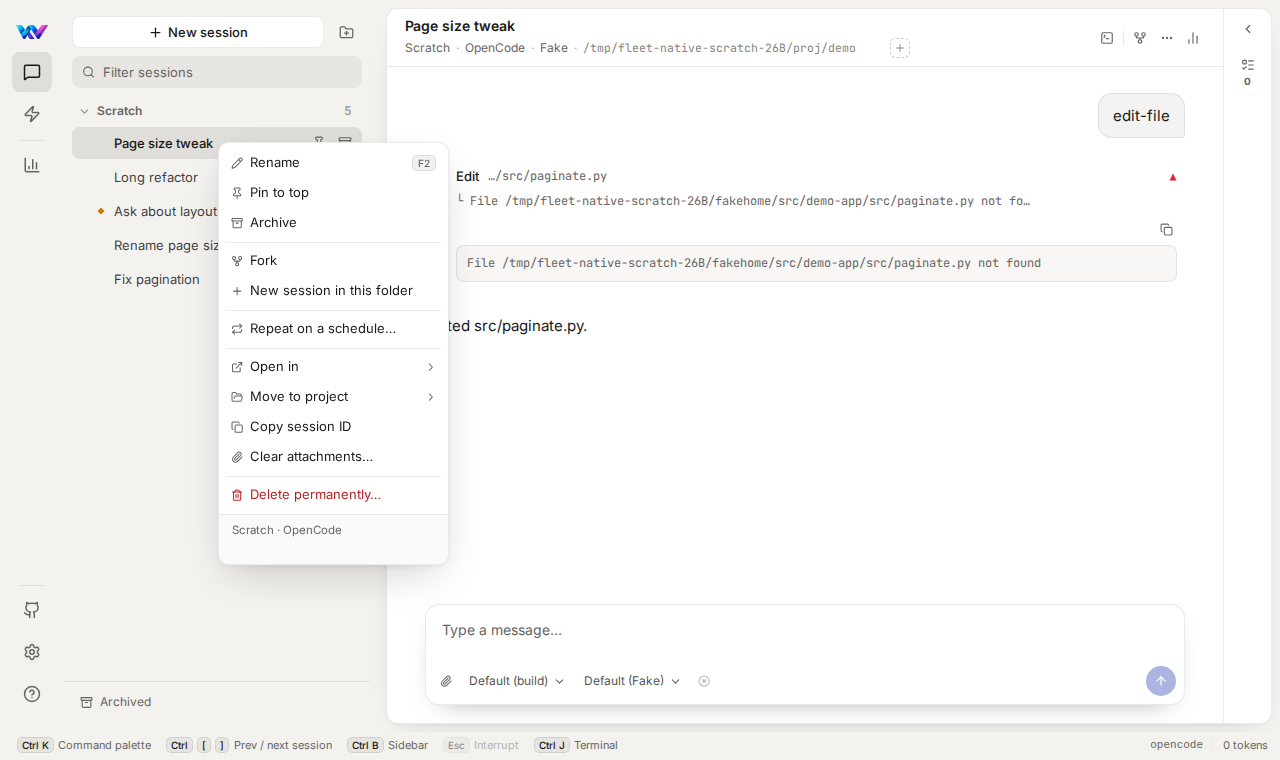 New session
Filter sessions
Scratch 5
Page size tweak
Long refactor
Ask about layout
Rename page siz
Fix pagination
Archived
Rename F2
Pin to top
Archive
Fork
New session in this folder
Repeat on a schedule...
Open in
Move to project
Copy session ID
Clear attachments...
Delete permanently...
Scratch · OpenCode
Page size tweak
Scratch · OpenCode · Fake · /tmp/fleet-native-scratch-26B/proj/demo
0
edit-file
Edit …/src/paginate.py
└ File /tmp/fleet-native-scratch-26B/fakehome/src/demo-app/src/paginate.py not fo…
File /tmp/fleet-native-scratch-26B/fakehome/src/demo-app/src/paginate.py not found
ted src/paginate.py.
Type a message...
Default (build) Default (Fake)
Ctrl K Command palette Ctrl [ ] Prev / next session Ctrl B Sidebar Esc Interrupt Ctrl J Terminal opencode 0 tokens